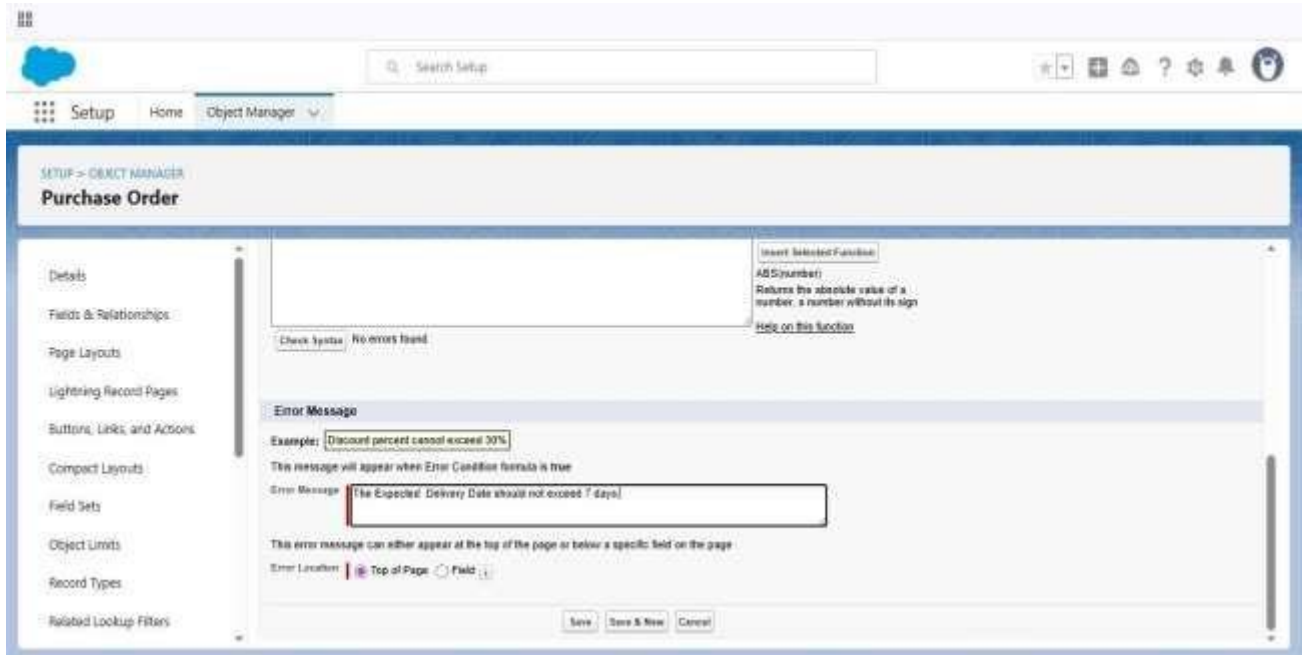 Search Setup
Setup Home Object Manager
SETUP > OBJECT MANAGER
Purchase Order
Details
Fields & Relationships
Page Layouts
Lightning Record Pages
Buttons, Links, and Actions
Compact Layouts
Field Sets
Object Limits
Record Types
Related Lookup Filters
Insert Selected Function
ABS(number)
Returns the absolute value of a
number, a number without its sign
Help on this function
Check Syntax No errors found
Error Message
Example: Discount percent cannot exceed 30%
This message will appear when Error Condition formula is true
Error Message The Expected Delivery Date should not exceed 7 days
This error message can either appear at the top of the page or below a specific field on the page
Error Location Top of Page Field i
Save Save & New Cancel